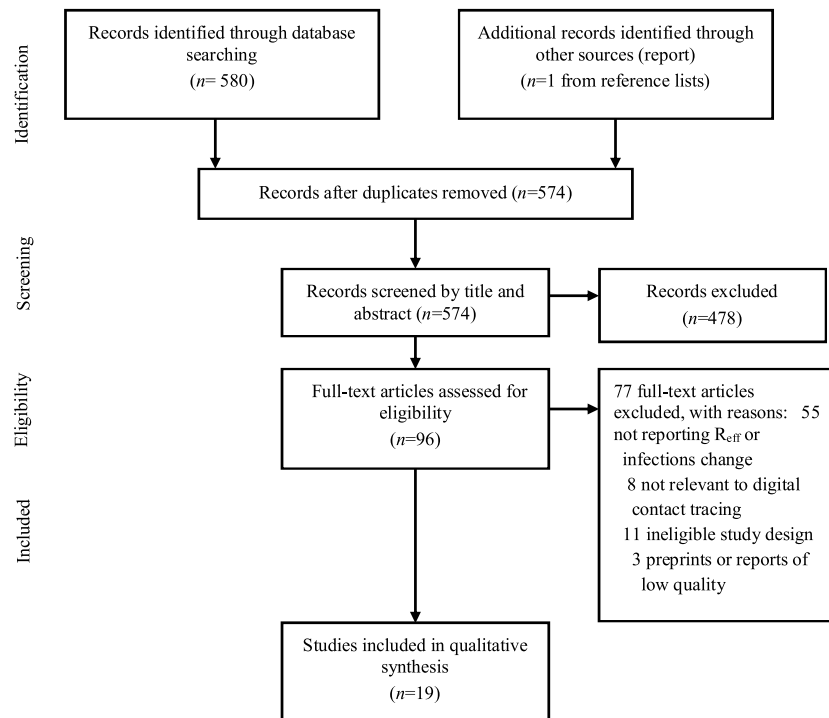 Identification
Records identified through database
searching
(n= 580)
Additional records identified through
other sources (report)
(n=1 from reference lists)
Records after duplicates removed (n=574)
Screening
Records screened by title and
abstract (n=574)
Records excluded
(n=478)
Eligibility
Full-text articles assessed for
eligibility
(n=96)
77 full-text articles
excluded, with reasons: 55
not reporting Reff or
infections change
8 not relevant to digital
contact tracing
11 ineligible study design
3 preprints or reports of
low quality
Included
Studies included in qualitative
synthesis
(n=19)